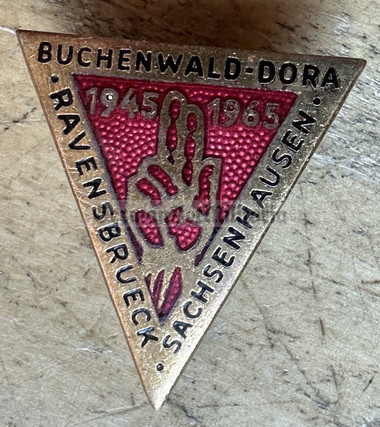 BUCHENWALD-DORA
1945 1965
· RAVENSBRUECK ·
SACHSENHAUSEN ·